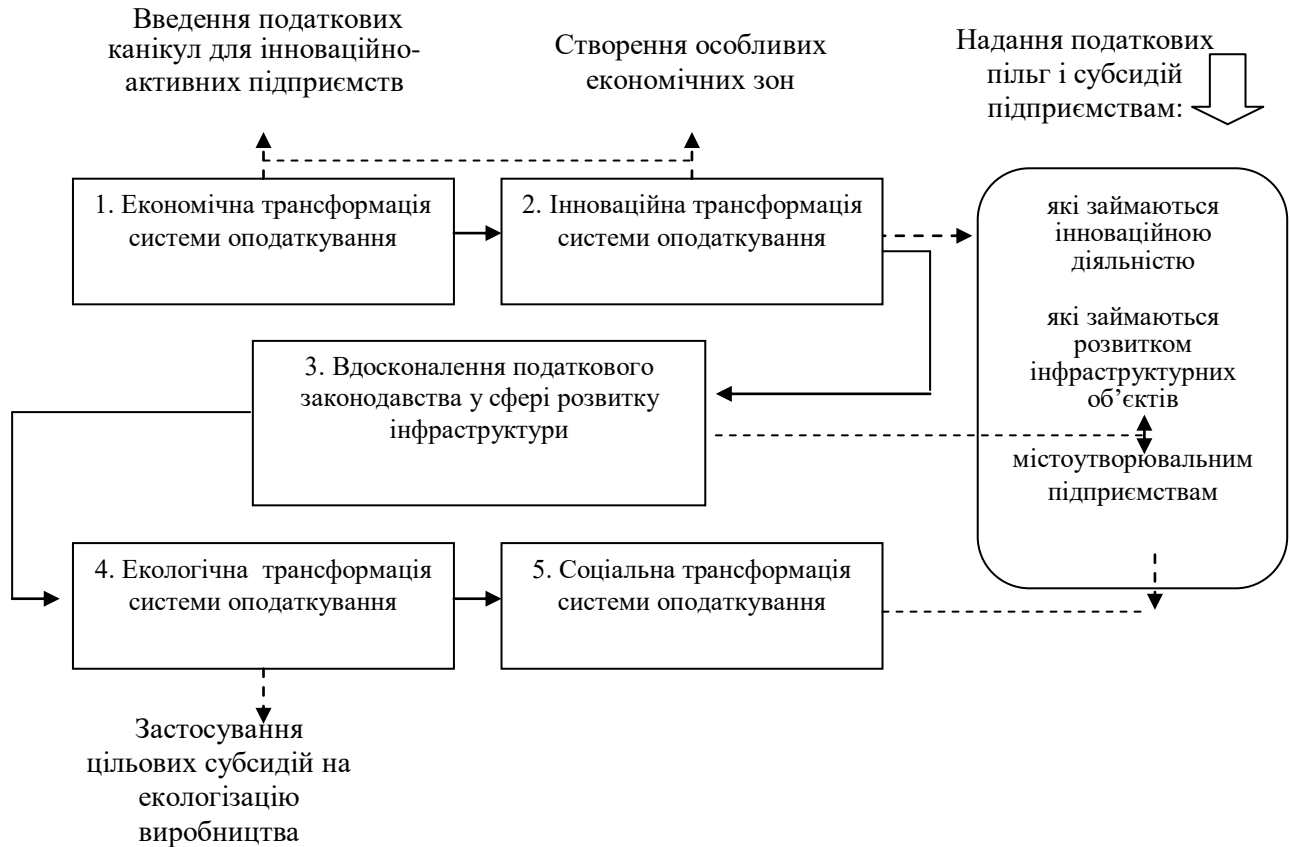 Введення податкових
канікул для інноваційно-
активних підприємств
Створення особливих
економічних зон
Надання податкових
пільг і субсидій
підприємствам:
1. Економічна трансформація
системи оподаткування
2. Інноваційна трансформація
системи оподаткування
які займаються
інноваційною
діяльністю
які займаються
розвитком
інфраструктурних
об’єктів
містоутворювальним
підприємствам
3. Вдосконалення податкового
законодавства у сфері розвитку
інфраструктури
4. Екологічна трансформація
системи оподаткування
5. Соціальна трансформація
системи оподаткування
Застосування
цільових субсидій на
екологізацію
виробництва